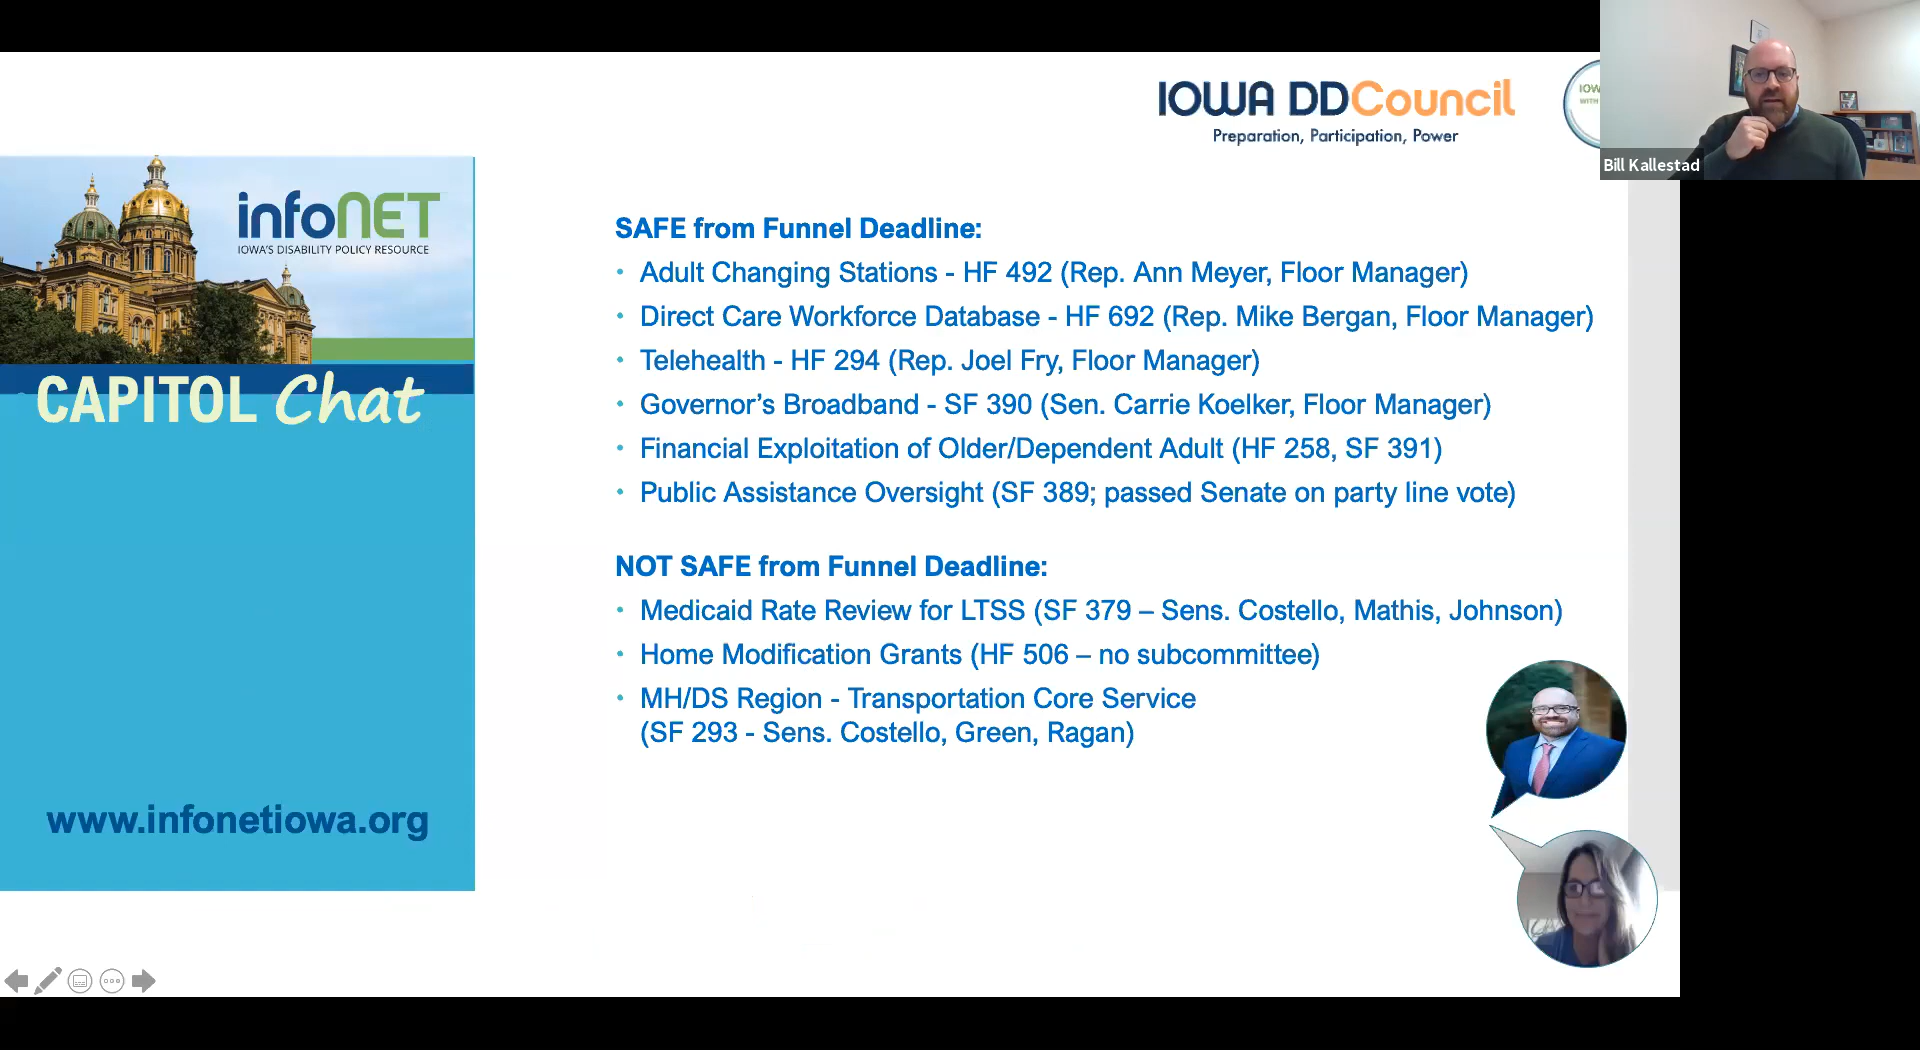 IOWA DDCouncil
Preparation, Participation, Power
IOW
WITH
Bill Kallestad
infoNET
IOWA'S DISABILITY POLICY RESOURCE
CAPITOL Chat
www.infonetiowa.org
SAFE from Funnel Deadline:
• Adult Changing Stations - HF 492 (Rep. Ann Meyer, Floor Manager)
• Direct Care Workforce Database - HF 692 (Rep. Mike Bergan, Floor Manager)
• Telehealth - HF 294 (Rep. Joel Fry, Floor Manager)
• Governor’s Broadband - SF 390 (Sen. Carrie Koelker, Floor Manager)
• Financial Exploitation of Older/Dependent Adult (HF 258, SF 391)
• Public Assistance Oversight (SF 389; passed Senate on party line vote)
NOT SAFE from Funnel Deadline:
• Medicaid Rate Review for LTSS (SF 379 – Sens. Costello, Mathis, Johnson)
• Home Modification Grants (HF 506 – no subcommittee)
• MH/DS Region - Transportation Core Service
(SF 293 - Sens. Costello, Green, Ragan)